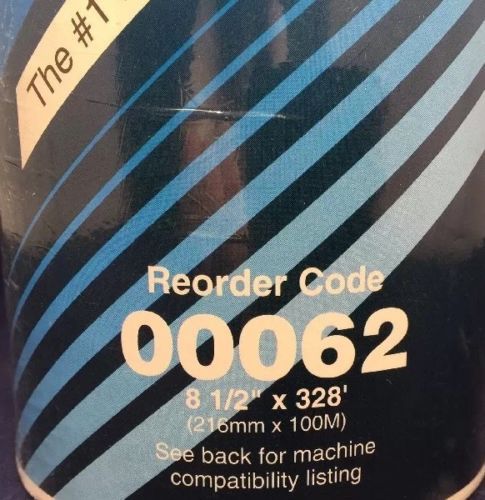 The #1
Reorder Code
00062
8 1/2" x 328'
(216mm x 100M)
See back for machine
compatibility listing